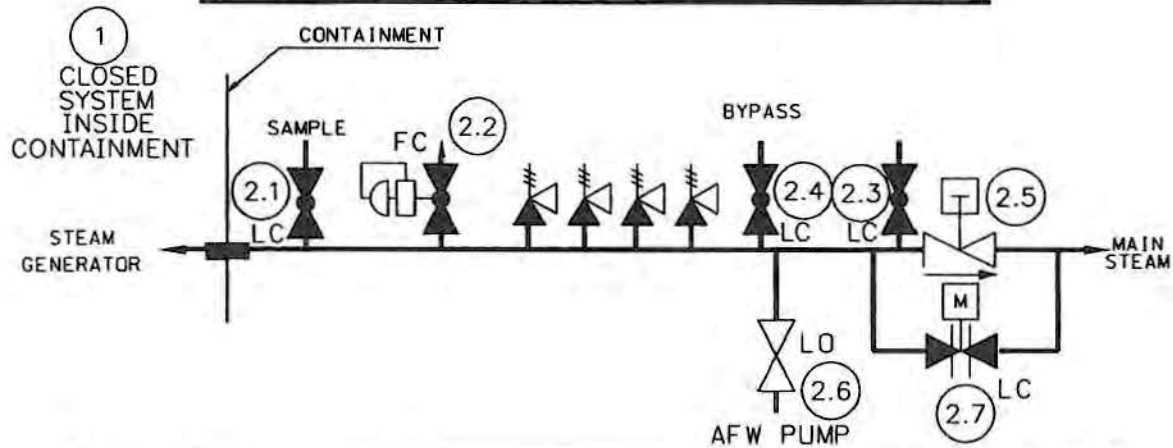 1
CLOSED
SYSTEM
INSIDE
CONTAINMENT
CONTAINMENT
SAMPLE
2.1
LC
FC
2.2
BYPASS
2.4
LC
2.3
LC
2.5
STEAM
GENERATOR
MAIN
STEAM
M
LO
2.6
AFW PUMP
LC
2.7